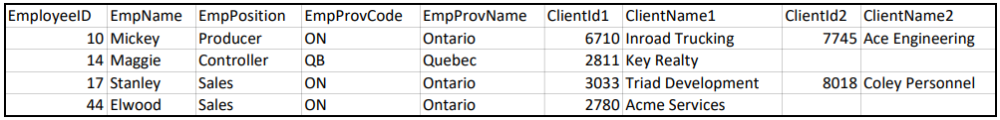 EmployeeID EmpName EmpPosition EmpProvCode EmpProvName ClientId1 ClientName1 ClientId2 ClientName2
10 Mickey Producer ON Ontario 6710 Inroad Trucking 7745 Ace Engineering
14 Maggie Controller QB Quebec 2811 Key Realty
17 Stanley Sales ON Ontario 3033 Triad Development 8018 Coley Personnel
44 Elwood Sales ON Ontario 2780 Acme Services